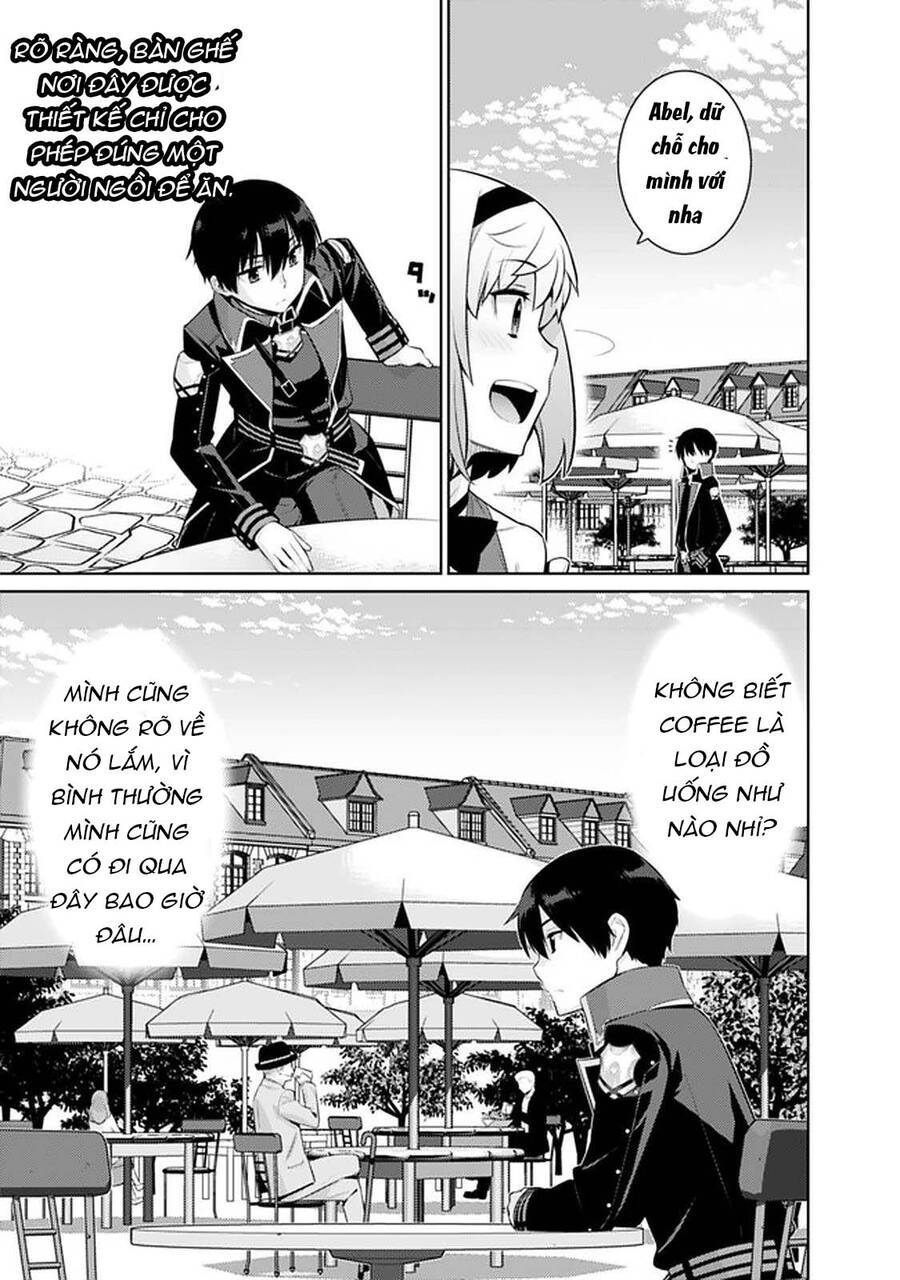 Abel, dữ
chỗ cho
mình với
nha
RÕ RÀNG, BÀN GHẾ
NƠI ĐÂY ĐƯỢC
THIẾT KẾ CHỈ CHO
PHÉP ĐÚNG MỘT
NGƯỜI NGỒI ĐỂ ĂN.
タッ
KHÔNG BIẾT
COFFEE LÀ
LOẠI ĐỒ
UỐNG NHƯ
NÀO NHỈ?
MÌNH CŨNG
KHÔNG RÕ VỀ
NÓ LẮM, VÌ
BÌNH THƯỜNG
MÌNH CŨNG
CÓ ĐI QUA
ĐÂY BAO GIỜ
ĐÂU...